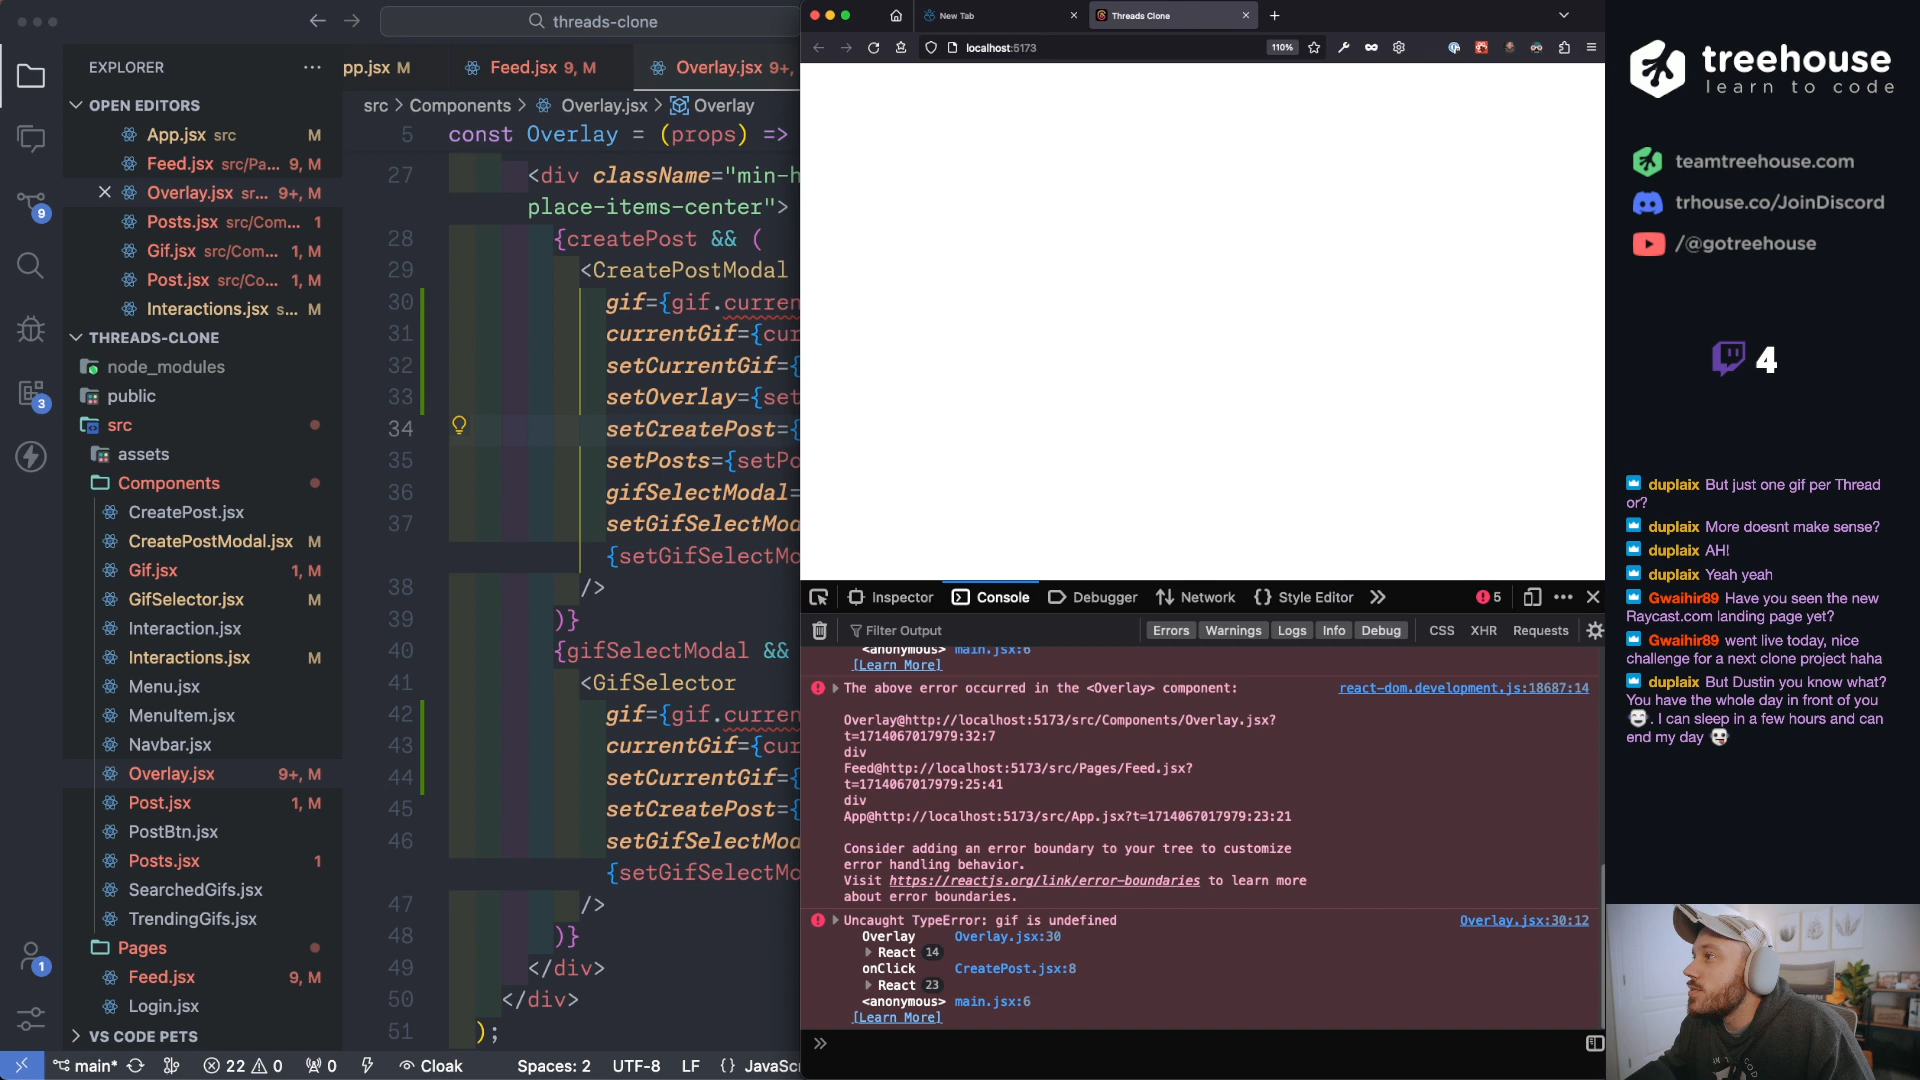 threads-clone
EXPLORER
OPEN EDITORS
App.jsx src M
Feed.jsx src/Pa... 9, M
Overlay.jsx sr... 9+, M
Posts.jsx src/Com... 1
Gif.jsx src/Com... 1, M
Post.jsx src/Co... 1, M
Interactions.jsx s... M
THREADS-CLONE
node_modules
public
src
assets
Components
CreatePost.jsx
CreatePostModal.jsx M
Gif.jsx 1, M
GifSelector.jsx M
Interaction.jsx
Interactions.jsx M
Menu.jsx
MenuItem.jsx
Navbar.jsx
Overlay.jsx 9+, M
Post.jsx 1, M
PostBtn.jsx
Posts.jsx 1
SearchedGifs.jsx
TrendingGifs.jsx
Pages
Feed.jsx 9, M
Login.jsx
VS CODE PETS
9
3
1
pp.jsx M
Feed.jsx 9, M
Overlay.jsx 9+,
src > Components > Overlay.jsx > Overlay
5 const Overlay = (props) =>
27 <div className="min-h
place-items-center">
28 {createPost && (
29 <CreatePostModal
30 gif={gif.curren
31 currentGif={cur
32 setCurrentGif={
33 setOverlay={set
34 setCreatePost={
35 setPosts={setPo
36 gifSelectModal=
37 setGifSelectMod
{setGifSelectMo
38 />
39 )}
40 {gifSelectModal &&
41 <GifSelector
42 gif={gif.curren
43 currentGif={cur
44 setCurrentGif={
45 setCreatePost={
46 setGifSelectMod
{setGifSelectMo
47 />
48 )}
49 </div>
50 </div>
51 );
main* 22 0 0 Cloak Spaces: 2 UTF-8 LF {} JavaScr
New Tab
Threads Clone
localhost:5173 110%
Inspector Console Debugger Network Style Editor 5
Filter Output Errors Warnings Logs Info Debug CSS XHR Requests
<anonymous> main.jsx:6
[Learn More]
The above error occurred in the <Overlay> component: react-dom.development.js:18687:14
Overlay@http://localhost:5173/src/Components/Overlay.jsx?
t=1714067017979:32:7
div
Feed@http://localhost:5173/src/Pages/Feed.jsx?
t=1714067017979:25:41
div
App@http://localhost:5173/src/App.jsx?t=1714067017979:23:21
Consider adding an error boundary to your tree to customize
error handling behavior.
Visit https://reactjs.org/link/error-boundaries to learn more
about error boundaries.
Uncaught TypeError: gif is undefined Overlay.jsx:30:12
Overlay Overlay.jsx:30
React 14
onClick CreatePost.jsx:8
React 23
<anonymous> main.jsx:6
[Learn More]
treehouse
learn to code
teamtreehouse.com
trhouse.co/JoinDiscord
/@gotreehouse
4
duplaix But just one gif per Thread
or?
duplaix More doesnt make sense?
duplaix AH!
duplaix Yeah yeah
Gwaihir89 Have you seen the new
Raycast.com landing page yet?
Gwaihir89 went live today, nice
challenge for a next clone project haha
duplaix But Dustin you know what?
You have the whole day in front of you
. I can sleep in a few hours and can
end my day